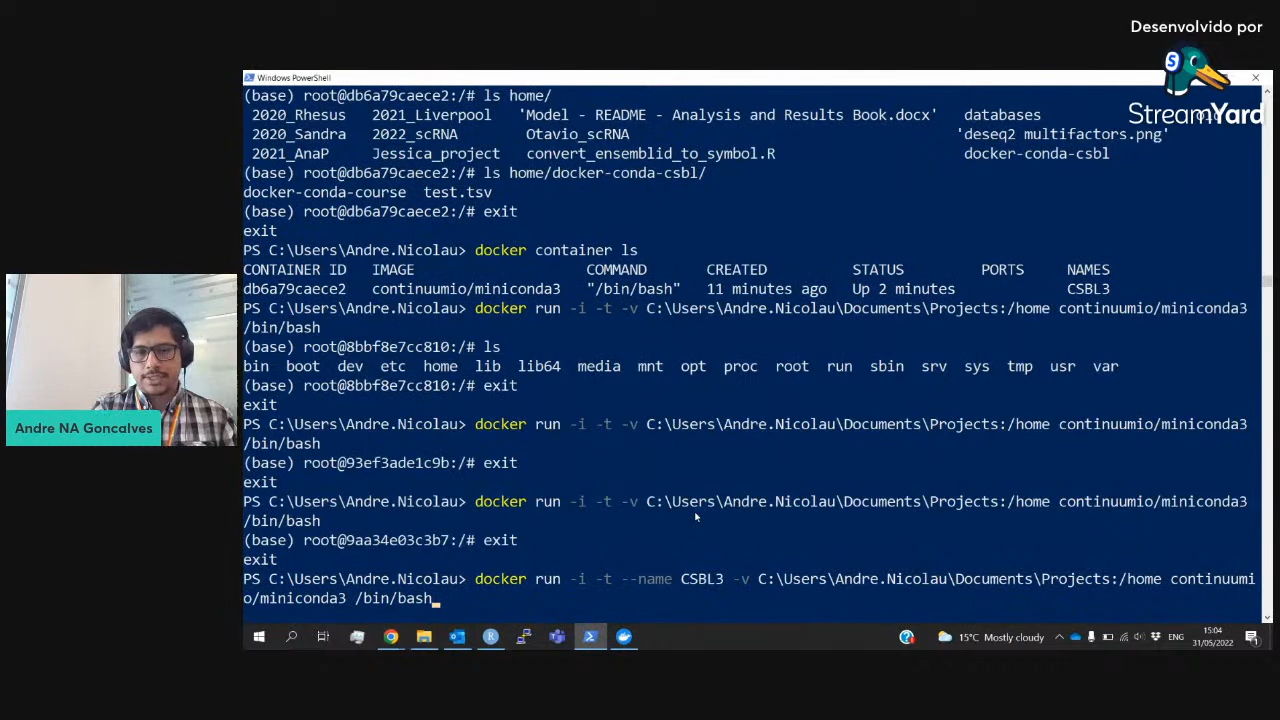 Desenvolvido por
S
StreamYard
Windows PowerShell
(base) root@db6a79caece2:/# ls home/
2020_Rhesus 2021_Liverpool 'Model - README - Analysis and Results Book.docx' databases
2020_Sandra 2022_scRNA Otavio_scRNA 'deseq2 multifactors.png'
2021_AnaP Jessica_project convert_ensemblid_to_symbol.R docker-conda-csbl
(base) root@db6a79caece2:/# ls home/docker-conda-csbl/
docker-conda-course test.tsv
(base) root@db6a79caece2:/# exit
exit
PS C:\Users\Andre.Nicolau> docker container ls
CONTAINER ID IMAGE COMMAND CREATED STATUS PORTS NAMES
db6a79caece2 continuumio/miniconda3 "/bin/bash" 11 minutes ago Up 2 minutes CSBL3
PS C:\Users\Andre.Nicolau> docker run -i -t -v C:\Users\Andre.Nicolau\Documents\Projects:/home continuumio/miniconda3
/bin/bash
(base) root@8bbf8e7cc810:/# ls
bin boot dev etc home lib lib64 media mnt opt proc root run sbin srv sys tmp usr var
(base) root@8bbf8e7cc810:/# exit
exit
PS C:\Users\Andre.Nicolau> docker run -i -t -v C:\Users\Andre.Nicolau\Documents\Projects:/home continuumio/miniconda3
/bin/bash
(base) root@93ef3ade1c9b:/# exit
exit
PS C:\Users\Andre.Nicolau> docker run -i -t -v C:\Users\Andre.Nicolau\Documents\Projects:/home continuumio/miniconda3
/bin/bash
(base) root@9aa34e03c3b7:/# exit
exit
PS C:\Users\Andre.Nicolau> docker run -i -t --name CSBL3 -v C:\Users\Andre.Nicolau\Documents\Projects:/home continuumi
o/miniconda3 /bin/bash
Andre NA Goncalves
15°C Mostly cloudy ENG 15:04
31/05/2022